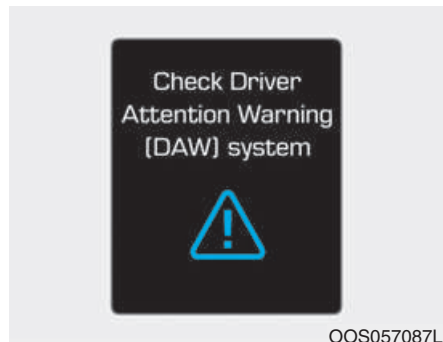 Check Driver
Attention Warning
(DAW) system
OOS057087L